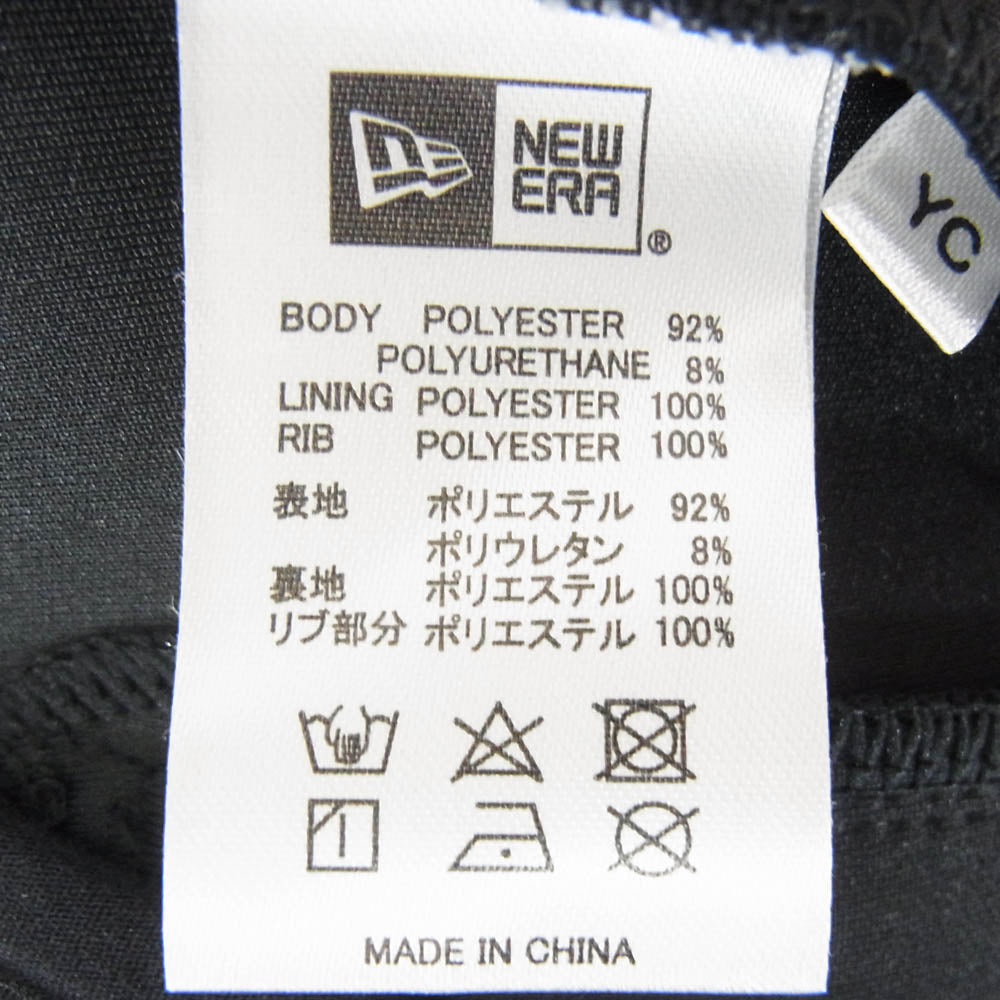 NEW
ERA
®
YC
BODY POLYESTER 92%
POLYURETHANE 8%
LINING POLYESTER 100%
RIB POLYESTER 100%
表地 ポリエステル 92%
ポリウレタン 8%
裏地 ポリエステル 100%
リブ部分 ポリエステル 100%
MADE IN CHINA